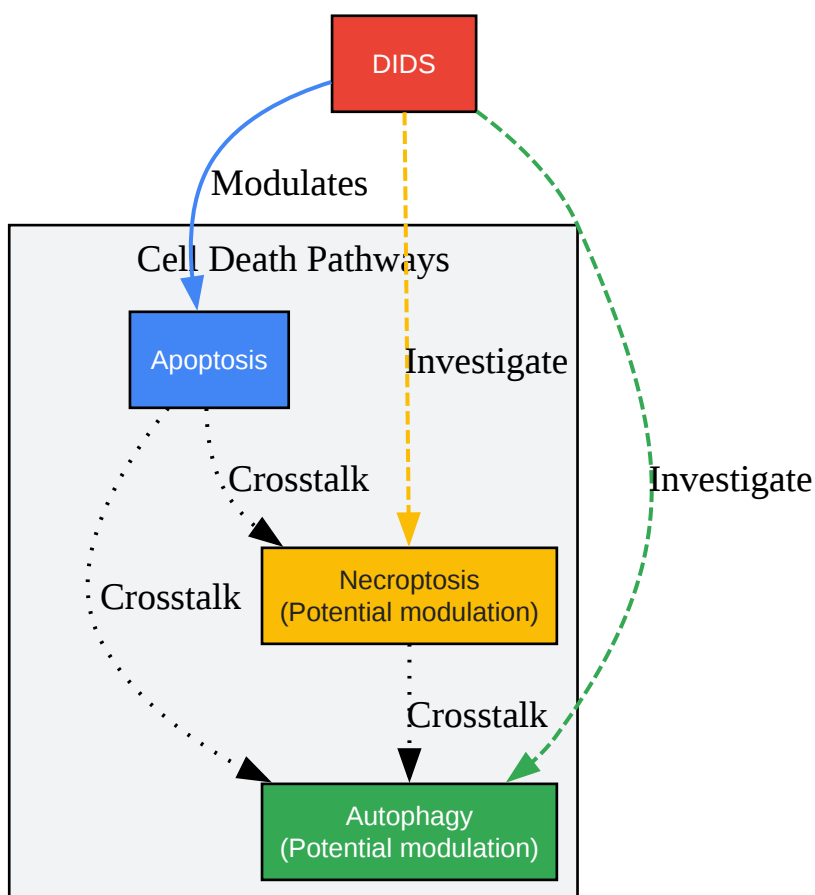 DIDS
Modulates
Cell Death Pathways
Apoptosis
Investigate
Crosstalk
Investigate
Necroptosis
(Potential modulation)
Crosstalk
Crosstalk
Autophagy
(Potential modulation)